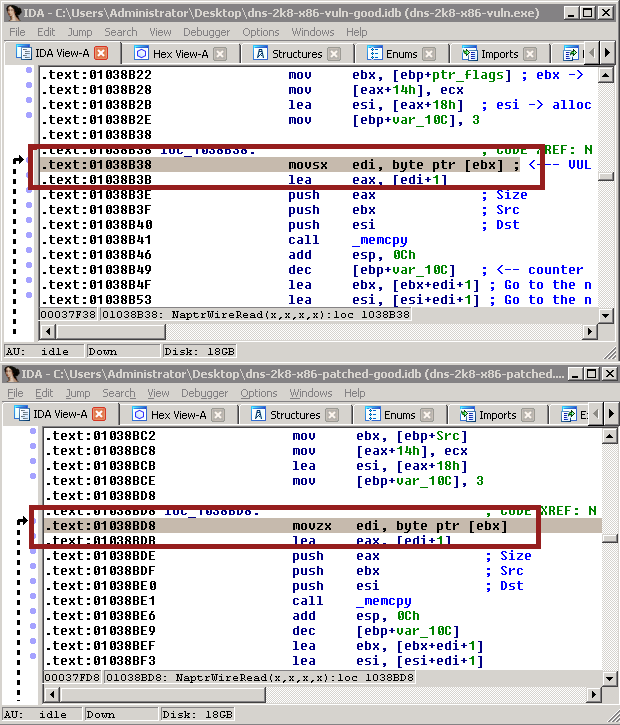 IDA - C:\Users\Administrator\Desktop\dns-2k8-x86-vuln-good.idb (dns-2k8-x86-vuln.exe)
File Edit Jump Search View Debugger Options Windows Help
IDA View-A Hex View-A Structures Enums Imports
.text:01038B22 mov ebx, [ebp+ptr_flags] ; ebx ->
.text:01038B28 mov [eax+14h], ecx
.text:01038B2B lea esi, [eax+18h] ; esi -> alloc
.text:01038B2E mov [ebp+var_10C], 3
.text:01038B38
.text:01038B38 loc_1038B38: ; CODE XREF: N
.text:01038B38 movsx edi, byte ptr [ebx] ; <--- VUL
.text:01038B3B lea eax, [edi+1]
.text:01038B3E push eax ; Size
.text:01038B3F push ebx ; Src
.text:01038B40 push esi ; Dst
.text:01038B41 call _memcpy
.text:01038B46 add esp, 0Ch
.text:01038B49 dec [ebp+var_10C] ; <-- counter
.text:01038B4F lea ebx, [ebx+edi+1] ; Go to the n
.text:01038B53 lea esi, [esi+edi+1] ; Go to the n
00037F38 01038B38: NaptrWireRead(x,x,x,x):loc 1038B38
AU: idle Down Disk: 18GB
IDA - C:\Users\Administrator\Desktop\dns-2k8-x86-patched-good.idb (dns-2k8-x86-patched....
File Edit Jump Search View Debugger Options Windows Help
IDA View-A Hex View-A Structures Enums Imports E
.text:01038BC2 mov ebx, [ebp+Src]
.text:01038BC8 mov [eax+14h], ecx
.text:01038BCB lea esi, [eax+18h]
.text:01038BCE mov [ebp+var_10C], 3
.text:01038BD8
.text:01038BD8 loc_1038BD8: ; CODE XREF: N
.text:01038BD8 movzx edi, byte ptr [ebx]
.text:01038BDB lea eax, [edi+1]
.text:01038BDE push eax ; Size
.text:01038BDF push ebx ; Src
.text:01038BE0 push esi ; Dst
.text:01038BE1 call _memcpy
.text:01038BE6 add esp, 0Ch
.text:01038BE9 dec [ebp+var_10C]
.text:01038BEF lea ebx, [ebx+edi+1]
.text:01038BF3 lea esi, [esi+edi+1]
00037FD8 01038BD8: NaptrWireRead(x,x,x,x):loc 1038BD8
AU: idle Down Disk: 18GB